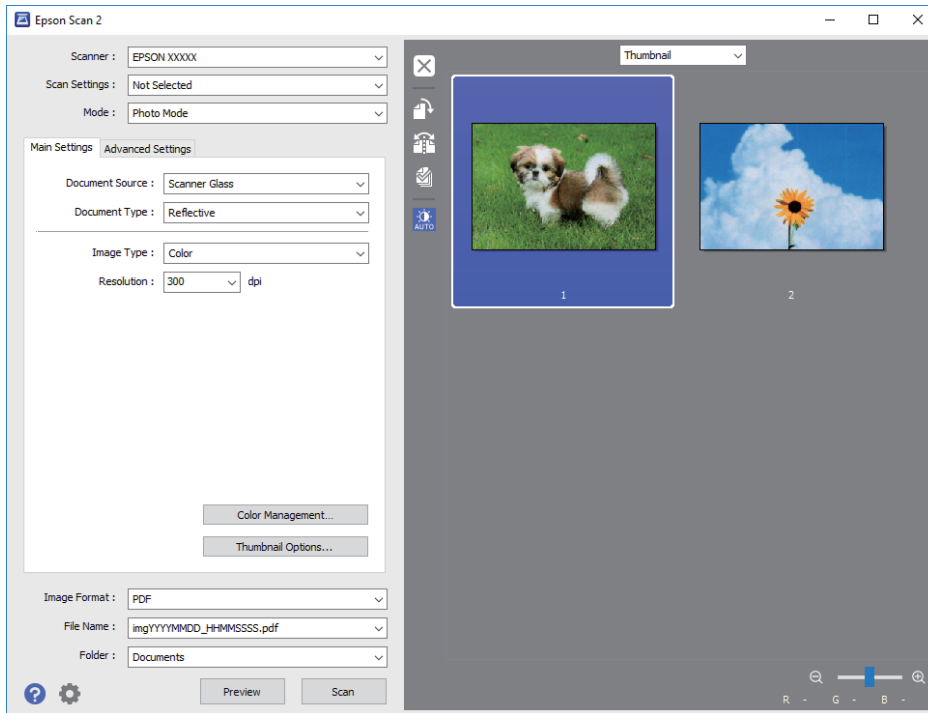 Epson Scan 2
Scanner : EPSON XXXXX
Scan Settings : Not Selected
Mode : Photo Mode
Main Settings Advanced Settings
Document Source : Scanner Glass
Document Type : Reflective
Image Type : Color
Resolution : 300 dpi
Color Management...
Thumbnail Options...
Image Format : PDF
File Name : imgYYYYMMDD_HHMMSSSS.pdf
Folder : Documents
Preview Scan
Thumbnail
AUTO
1 2
R - G - B -